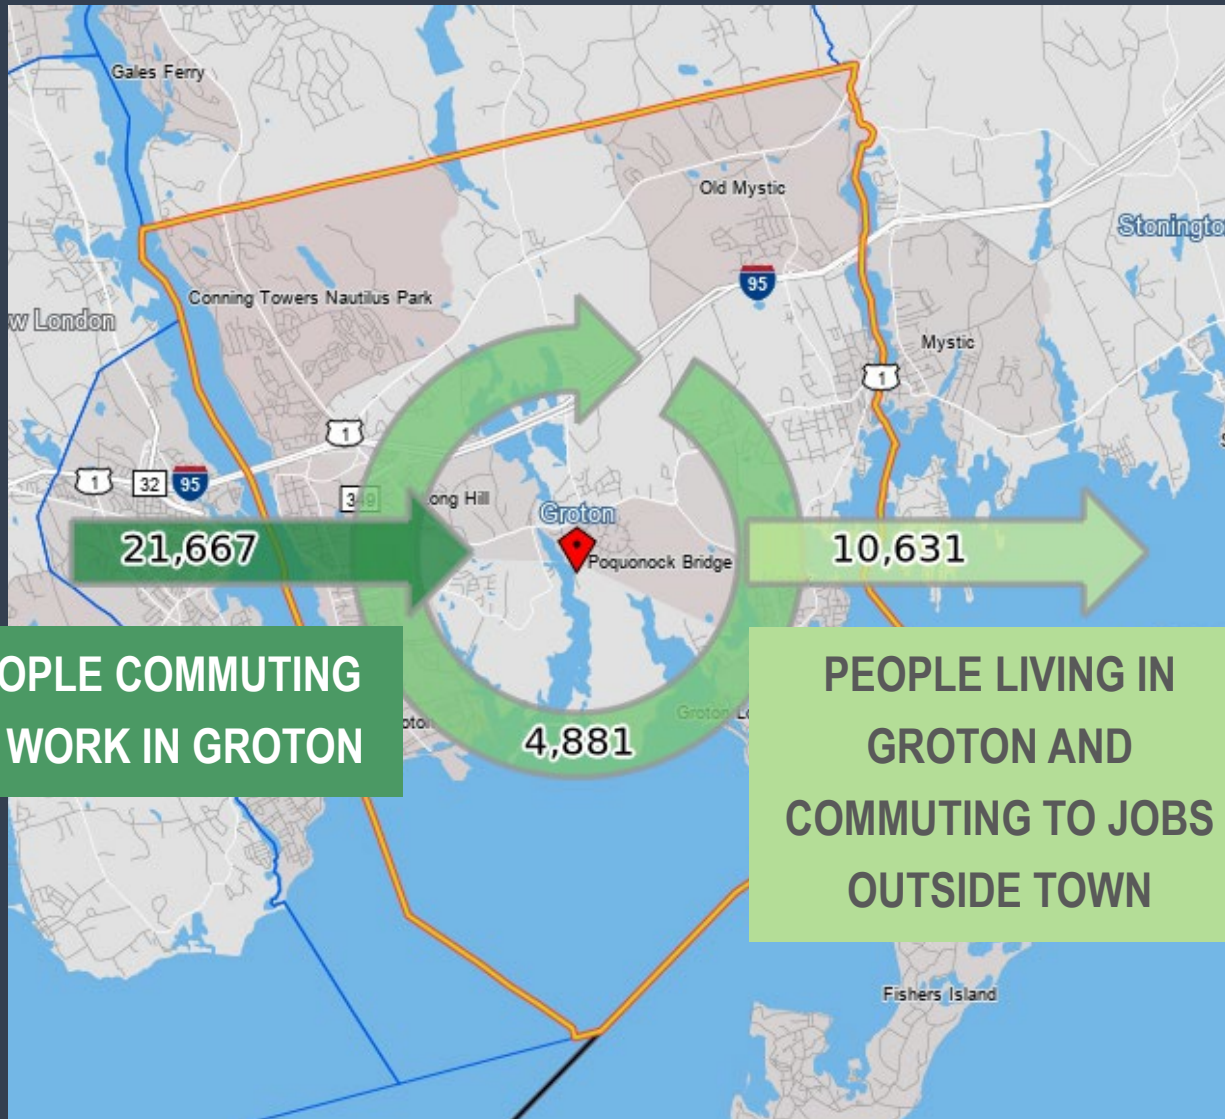 Gales Ferry
Old Mystic
Stonington
95
Conning Towers Nautilus Park
w London
Mystic
1
1
1
32
95
ong Hill
Groton
21,667
Poquonock Bridge
10,631
OPLE COMMUTING
WORK IN GROTON
4,881
PEOPLE LIVING IN
GROTON AND
COMMUTING TO JOBS
OUTSIDE TOWN
Groton
Fishers Island